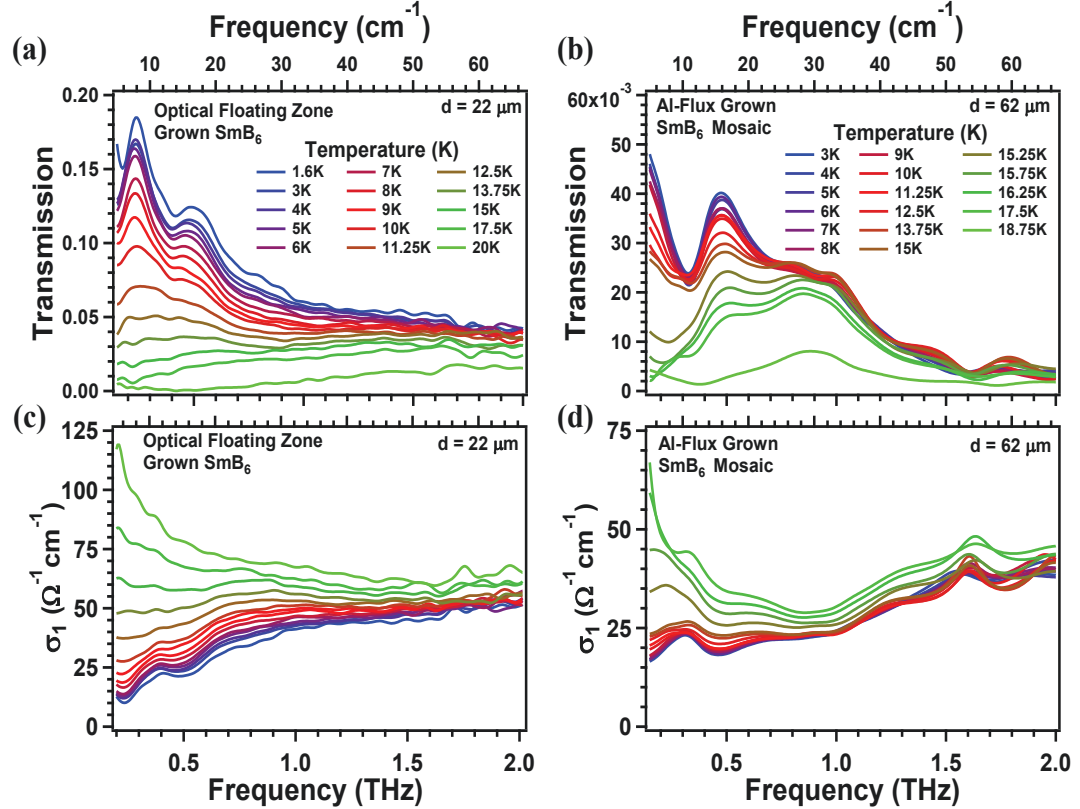 Frequency (cm⁻¹)
Frequency (cm⁻¹)
(a)
(b)
10 20 30 40 50 60
10 20 30 40 50 60
0.20
0.15
0.10
0.05
0.00
Transmission
Optical Floating Zone
Grown SmB₆
d = 22 μm
Temperature (K)
1.6K
3K
4K
5K
6K
7K
8K
9K
10K
11.25K
12.5K
13.75K
15K
17.5K
20K
60x10⁻³
50
40
30
20
10
0
Transmission
Al-Flux Grown
SmB₆ Mosaic
d = 62 μm
Temperature (K)
3K
4K
5K
6K
7K
8K
9K
10K
11.25K
12.5K
13.75K
15K
15.25K
15.75K
16.25K
17.5K
18.75K
(c)
(d)
125
100
75
50
25
0
σ₁ (Ω⁻¹ cm⁻¹)
Optical Floating Zone
Grown SmB₆
d = 22 μm
0.5 1.0 1.5 2.0
Frequency (THz)
75
50
25
0
σ₁ (Ω⁻¹ cm⁻¹)
Al-Flux Grown
SmB₆ Mosaic
d = 62 μm
0.5 1.0 1.5 2.0
Frequency (THz)